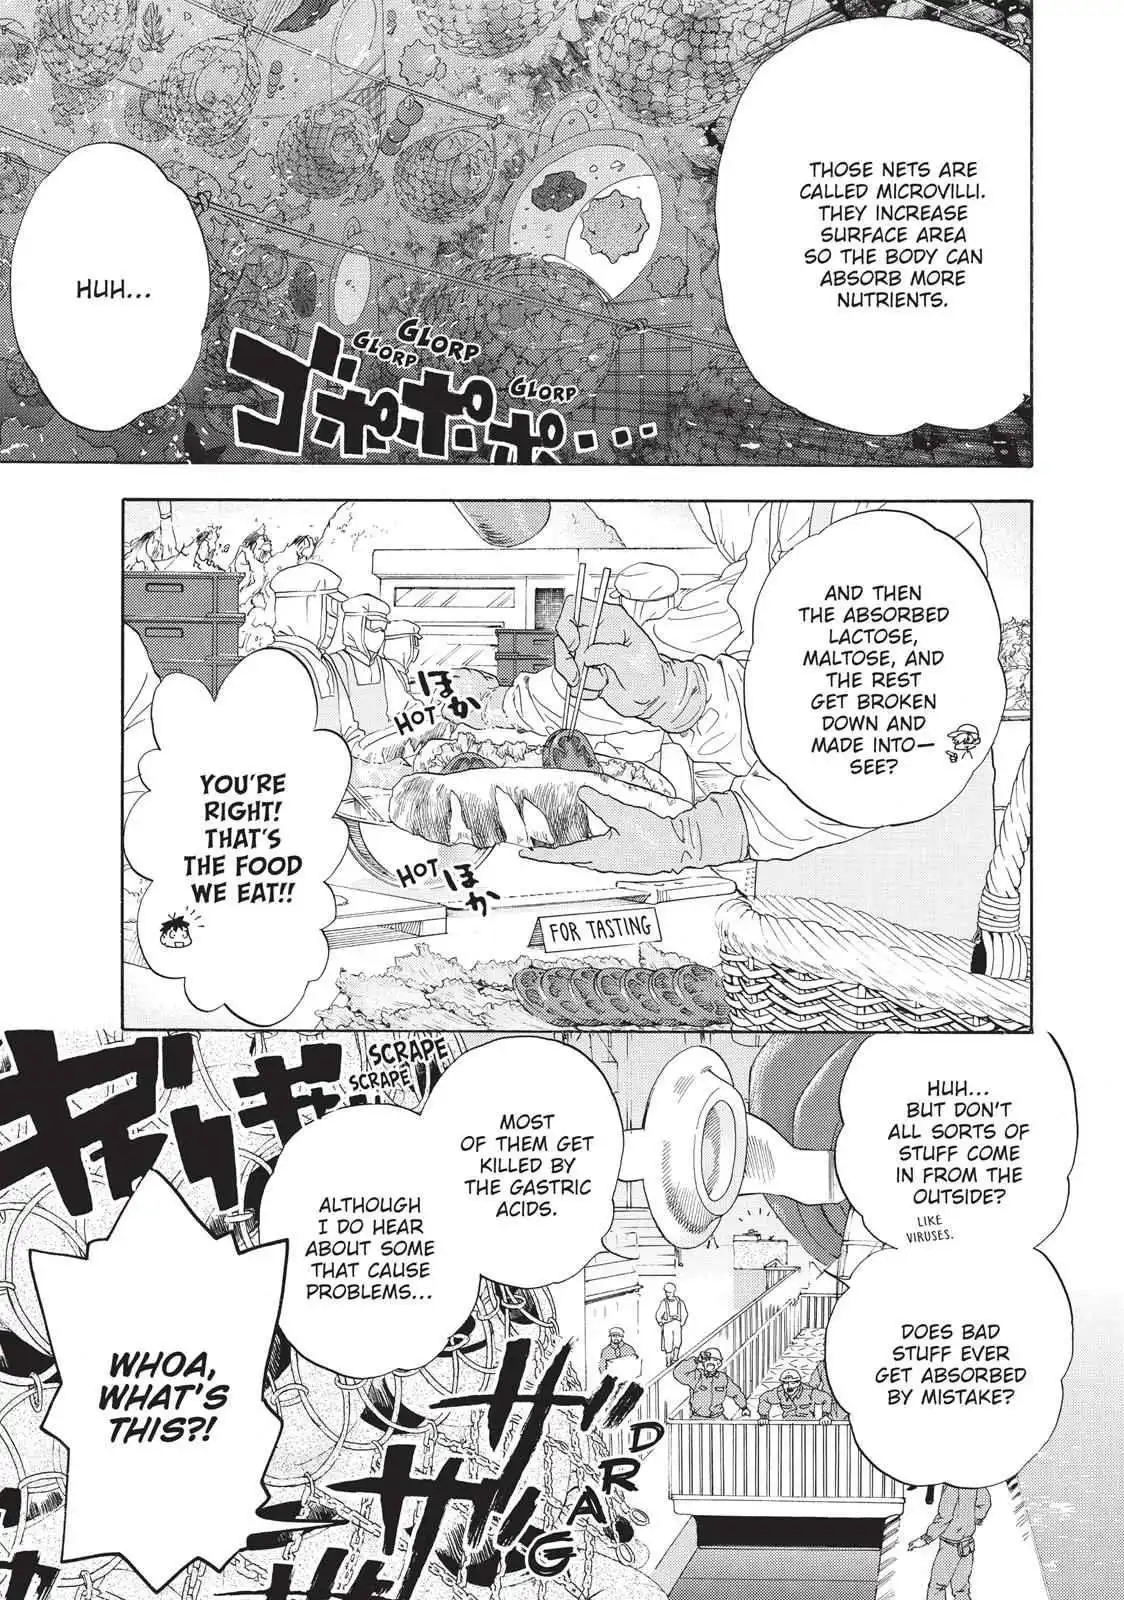 THOSE NETS ARE
CALLED MICROVILLI.
THEY INCREASE
SURFACE AREA
SO THE BODY CAN
ABSORB MORE
NUTRIENTS.
HUH...
GLORP
GLORP
GLORP
ゴポポポ・・・
AND THEN
THE ABSORBED
LACTOSE,
MALTOSE, AND
THE REST
GET BROKEN
DOWN AND
MADE INTO—
SEE?
HOT
ほか
HOT
ほか
YOU'RE
RIGHT!
THAT'S
THE FOOD
WE EAT!!
FOR TASTING
HUH...
BUT DON'T
ALL SORTS OF
STUFF COME
IN FROM THE
OUTSIDE?
LIKE
VIRUSES.
DOES BAD
STUFF EVER
GET ABSORBED
BY MISTAKE?
MOST
OF THEM GET
KILLED BY
THE GASTRIC
ACIDS.
ALTHOUGH
I DO HEAR
ABOUT SOME
THAT CAUSE
PROBLEMS...
SCRAPE
SCRAPE
DRAG
WHOA,
WHAT'S
THIS?!